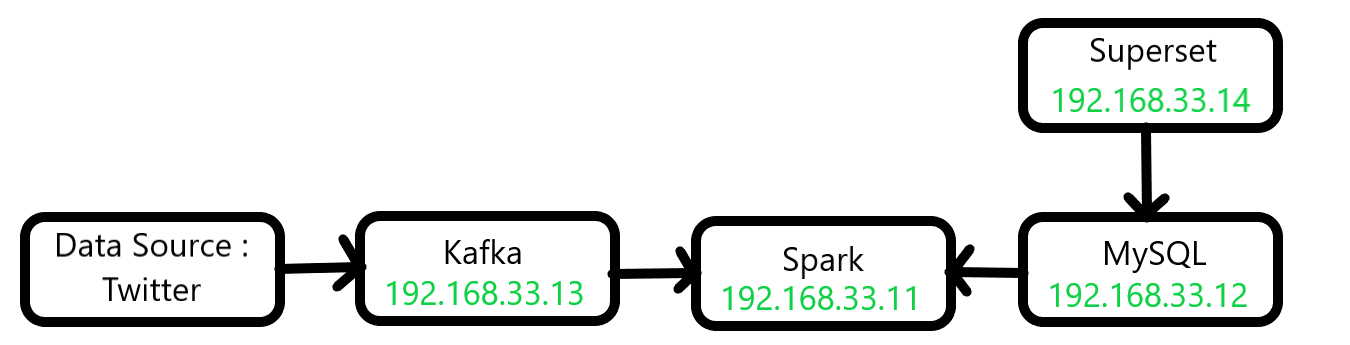 Superset
192.168.33.14
Data Source :
Twitter
Kafka
192.168.33.13
Spark
192.168.33.11
MySQL
192.168.33.12